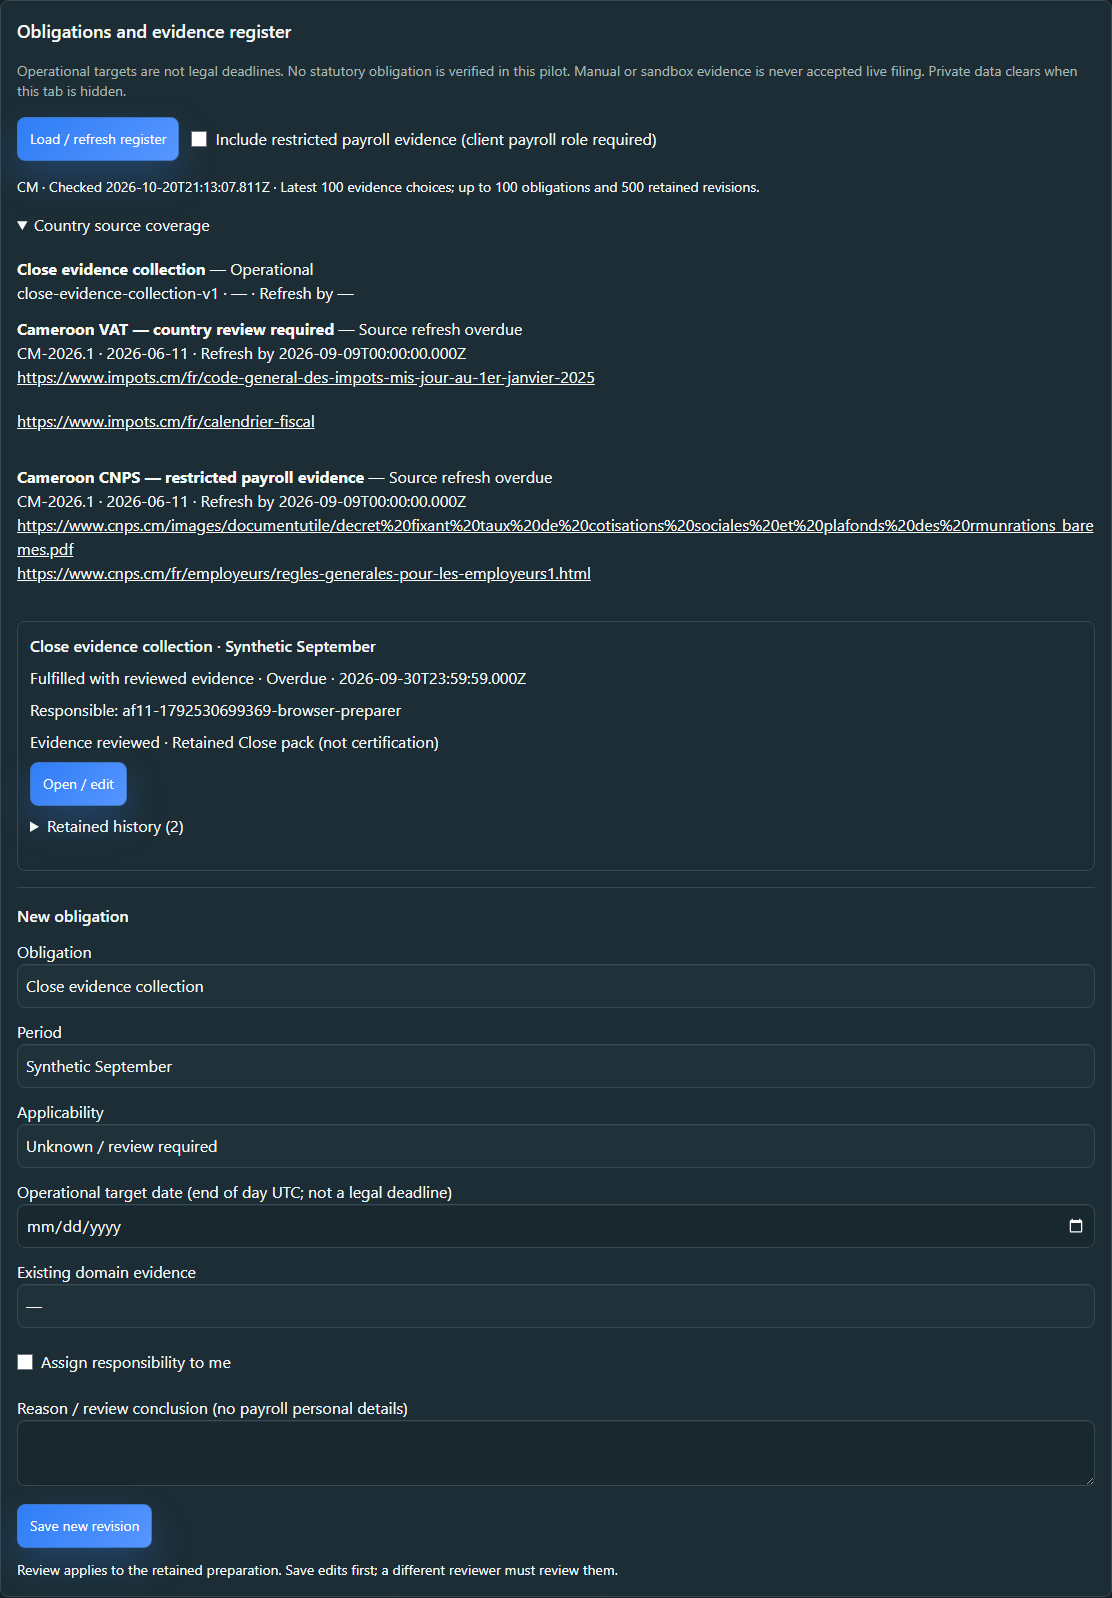 Obligations and evidence register
Operational targets are not legal deadlines. No statutory obligation is verified in this pilot. Manual or sandbox evidence is never accepted live filing. Private data clears when
this tab is hidden.
Load / refresh register
Include restricted payroll evidence (client payroll role required)
CM · Checked 2026-10-20T21:13:07.811Z · Latest 100 evidence choices; up to 100 obligations and 500 retained revisions.
▼ Country source coverage
Close evidence collection — Operational
close-evidence-collection-v1 · — · Refresh by —
Cameroon VAT — country review required — Source refresh overdue
CM-2026.1 · 2026-06-11 · Refresh by 2026-09-09T00:00:00.000Z
https://www.impots.cm/fr/code-general-des-impots-mis-jour-au-1er-janvier-2025
https://www.impots.cm/fr/calendrier-fiscal
Cameroon CNPS — restricted payroll evidence — Source refresh overdue
CM-2026.1 · 2026-06-11 · Refresh by 2026-09-09T00:00:00.000Z
https://www.cnps.cm/images/documentutile/decret%20fixant%20taux%20de%20cotisations%20sociales%20et%20plafonds%20des%20rmunrations_bare
mes.pdf
https://www.cnps.cm/fr/employeurs/regles-generales-pour-les-employeurs1.html
Close evidence collection · Synthetic September
Fulfilled with reviewed evidence · Overdue · 2026-09-30T23:59:59.000Z
Responsible: af11-1792530699369-browser-preparer
Evidence reviewed · Retained Close pack (not certification)
Open / edit
▶ Retained history (2)
New obligation
Obligation
Close evidence collection
Period
Synthetic September
Applicability
Unknown / review required
Operational target date (end of day UTC; not a legal deadline)
mm/dd/yyyy
Existing domain evidence
—
Assign responsibility to me
Reason / review conclusion (no payroll personal details)
Save new revision
Review applies to the retained preparation. Save edits first; a different reviewer must review them.